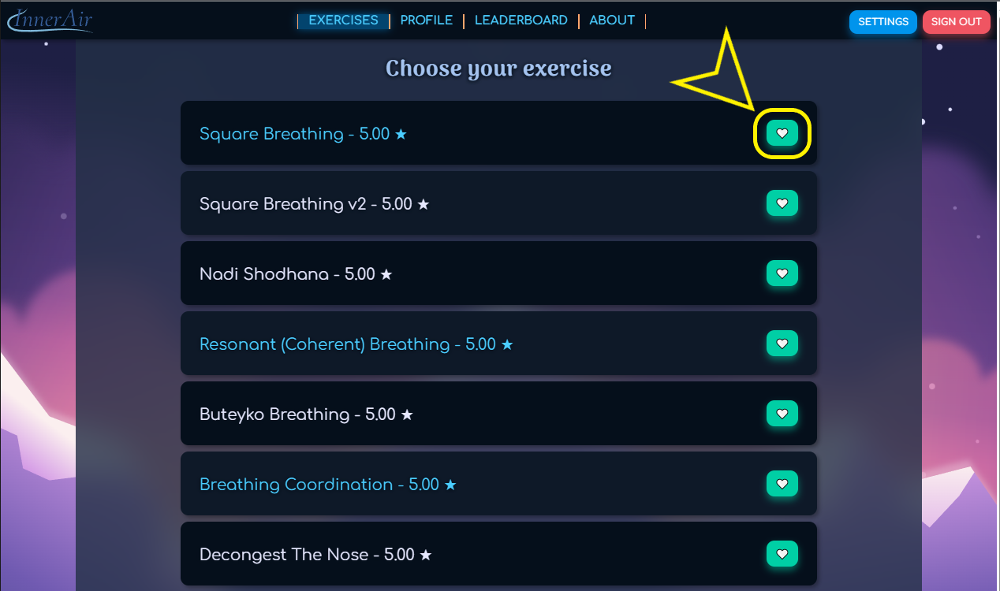 InnerAir
EXERCISES PROFILE LEADERBOARD ABOUT
SETTINGS SIGN OUT
Choose your exercise
Square Breathing - 5.00 ★
Square Breathing v2 - 5.00 ★
Nadi Shodhana - 5.00 ★
Resonant (Coherent) Breathing - 5.00 ★
Buteyko Breathing - 5.00 ★
Breathing Coordination - 5.00 ★
Decongest The Nose - 5.00 ★